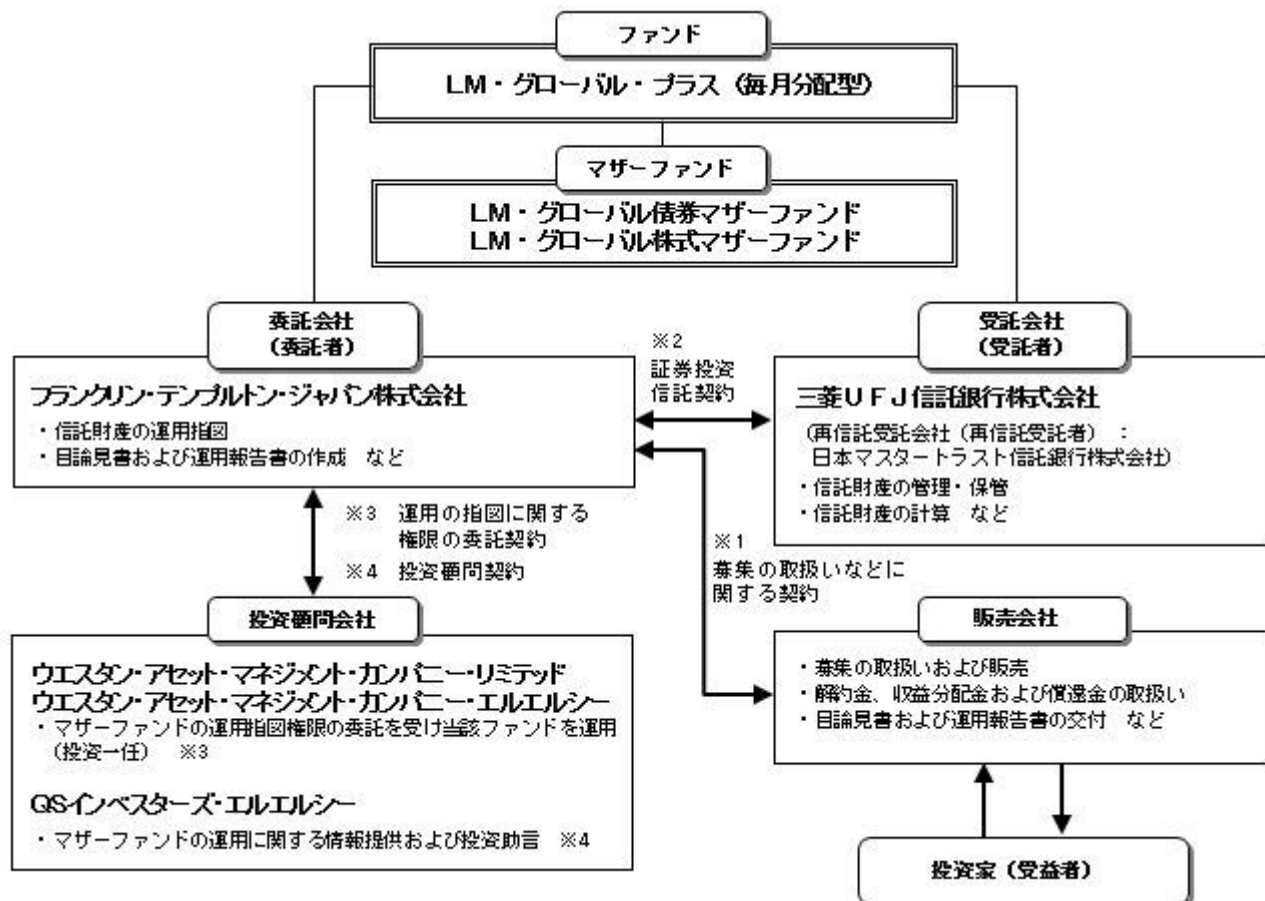 ファンド
LM・グローバル・プラス（毎月分配型）
マザーファンド
LM・グローバル債券マザーファンド
LM・グローバル株式マザーファンド
委託会社
（委託者）
フランクリン・テンプルトン・ジャパン株式会社
・信託財産の運用指図
・目論見書および運用報告書の作成　など
※2
証券投資
信託契約
受託会社
（受託者）
三菱ＵＦＪ信託銀行株式会社
（再信託受託会社（再信託受託者）　：
日本マスタートラスト信託銀行株式会社）
・信託財産の管理・保管
・信託財産の計算　など
※3　運用の指図に関する
権限の委託契約
※4　投資顧問契約
※1
募集の取扱いなどに
関する契約
投資顧問会社
ウエスタン・アセット・マネジメント・カンパニー・リミテッド
ウエスタン・アセット・マネジメント・カンパニー・エルエルシー
・マザーファンドの運用指図権限の委託を受け当該ファンドを運用
（投資一任）　※3
QSインベスターズ・エルエルシー
・マザーファンドの運用に関する情報提供および投資助言　※4
販売会社
・募集の取扱いおよび販売
・解約金、収益分配金および償還金の取扱い
・目論見書および運用報告書の交付　など
投資家（受益者）